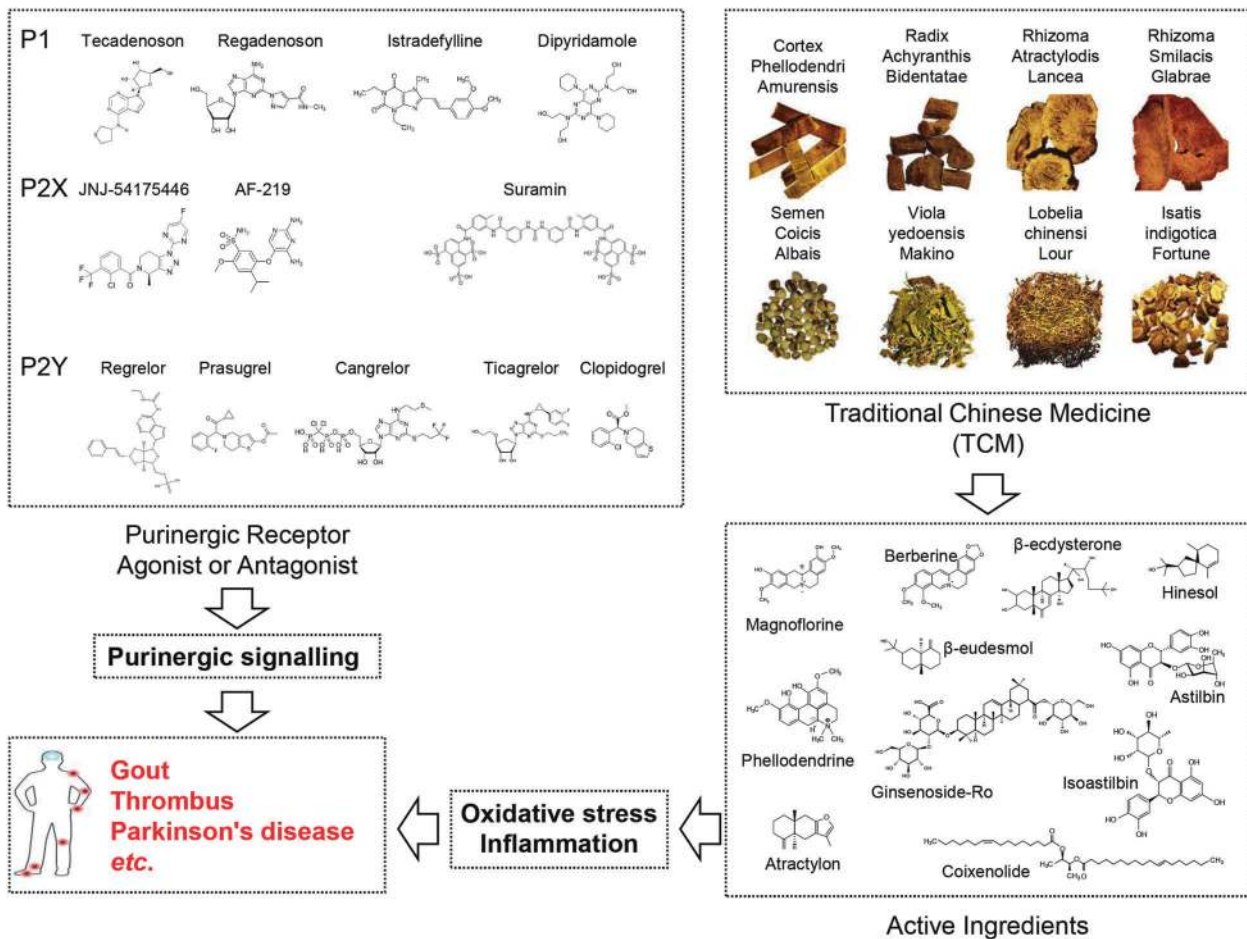 P1
Tecadenoson
Regadenoson
Istradefylline
Dipyridamole
P2X
JNJ-54175446
AF-219
Suramin
P2Y
Regrelor
Prasugrel
Cangrelor
Ticagrelor
Clopidogrel
Purinergic Receptor
Agonist or Antagonist
Purinergic signalling
Gout
Thrombus
Parkinson's disease
etc.
Cortex
Phellodendri
Amurensis
Radix
Achyranthis
Bidentatae
Rhizoma
Atractylodis
Lancea
Rhizoma
Smilacis
Glabrae
Semen
Coicis
Albais
Viola
yedoensis
Makino
Lobelia
chinensi
Lour
Isatis
indigotica
Fortune
Traditional Chinese Medicine
(TCM)
Magnoflorine
Berberine
β-ecdysterone
Hinesol
β-eudesmol
Astilbin
Phellodendrine
Ginsenoside-Ro
Isoastilbin
Atractylon
Coixenolide
Active Ingredients
Oxidative stress
Inflammation